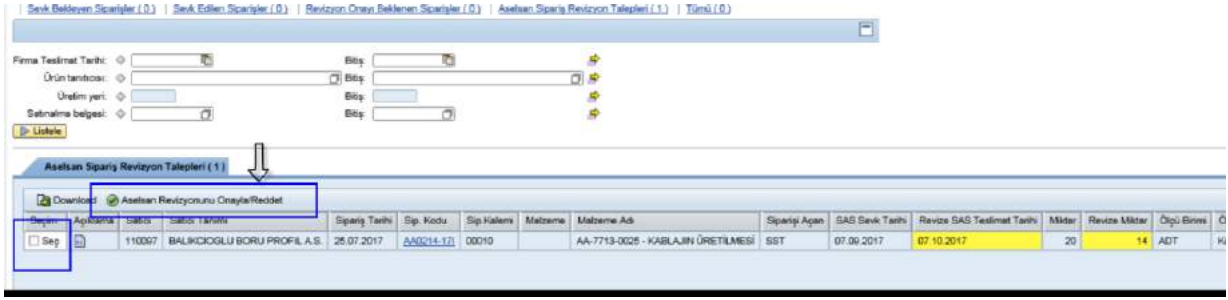 | Sevk Bekleyen Siparişler ( 0 ) | Sevk Edilen Siparişler ( 0 ) | Revizyon Onayı Beklenen Siparişler ( 0 ) | Aselsan Sipariş Revizyon Talepleri ( 1 ) | Tümü ( 0 )
Firma Teslimat Tarihi: Bitiş:
Ürün tanıtıcısı: Bitiş:
Üretim yeri: Bitiş:
Satınalma belgesi: Bitiş:
Listele
Aselsan Sipariş Revizyon Talepleri ( 1 )
Download Aselsan Revizyonunu Onayla/Reddet
Seçim Açıklama Satıcı Satıcı Tanımı Sipariş Tarihi Sip. Kodu Sip.Kalemi Malzeme Malzeme Adı Siparişi Açan SAS Sevk Tarihi Revize SAS Teslimat Tarihi Miktar Revize Miktar Ölçü Birimi
Seç 110097 BALIKCIOGLU BORU PROFIL A.S. 25.07.2017 AA0214-17I 00010 AA-7713-0025 - KABLAJIN ÜRETİLMESİ SST 07.09.2017 07.10.2017 20 14 ADT